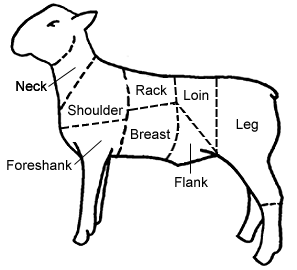 Neck
Rack
Loin
Shoulder
Leg
Breast
Foreshank
Flank